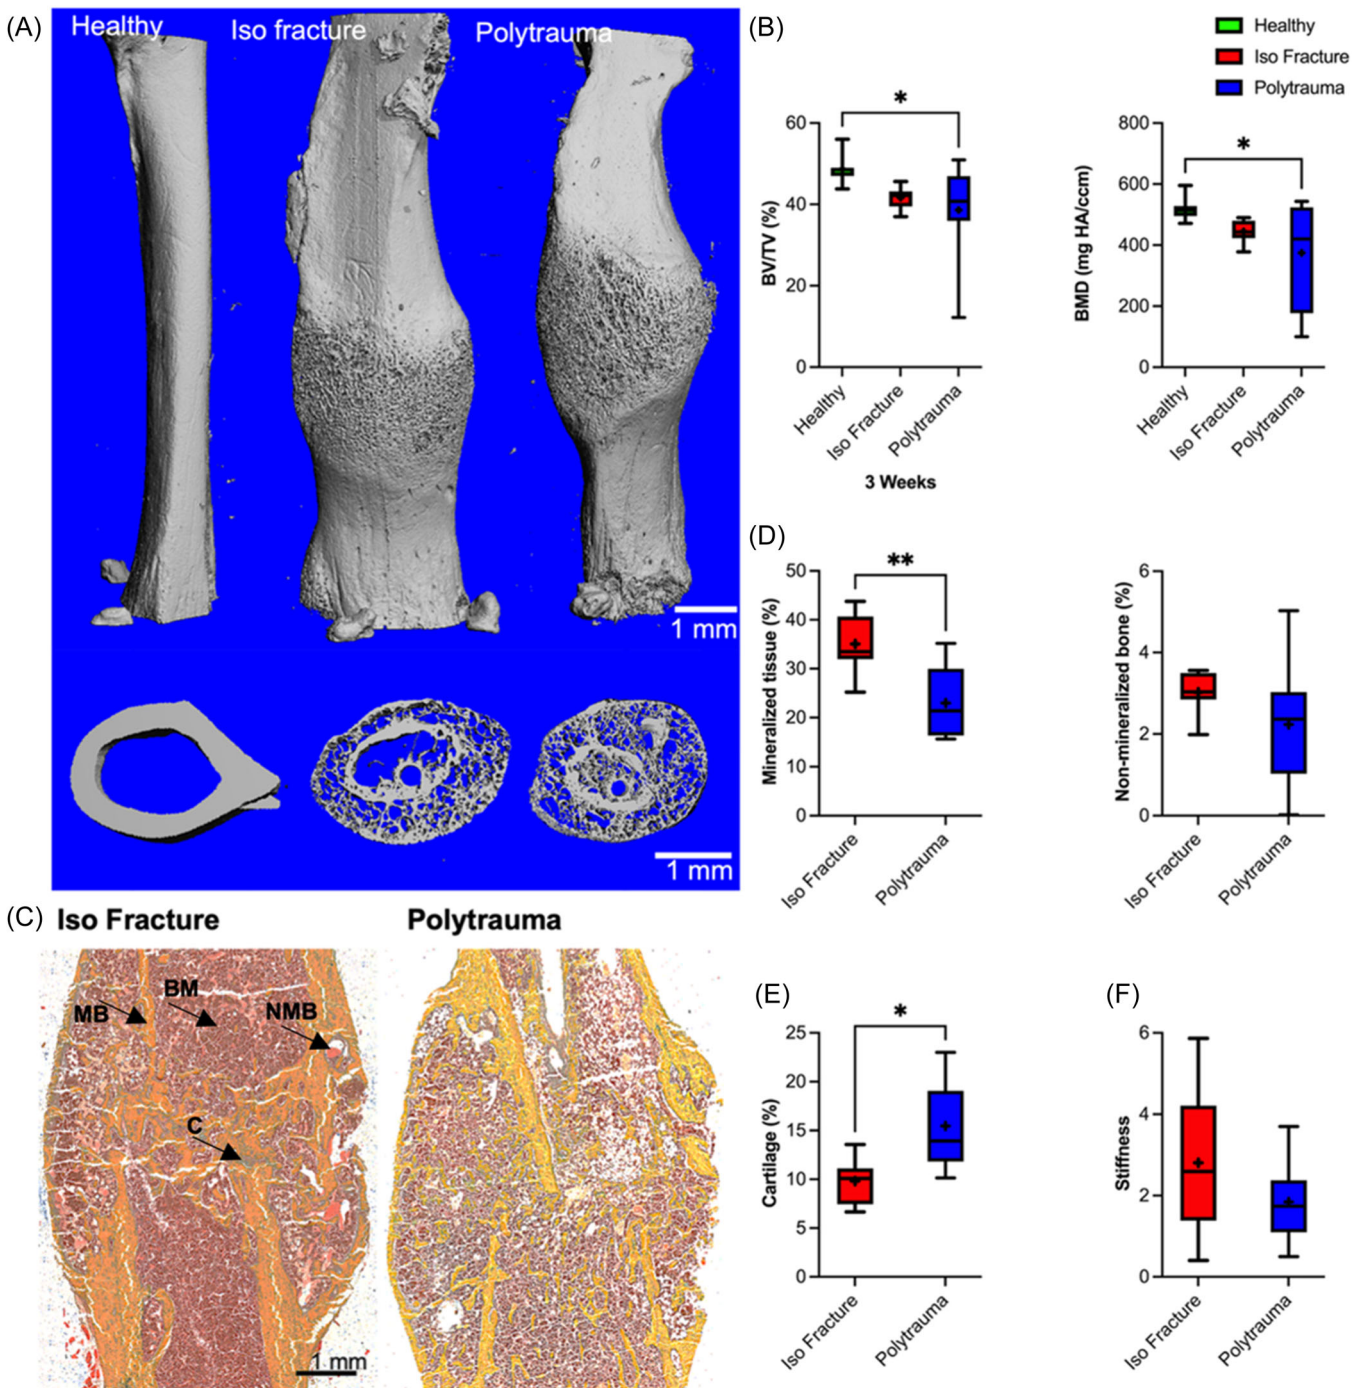 (A)
Healthy
Iso fracture
Polytrauma
1 mm
1 mm
(B)
Healthy
Iso Fracture
Polytrauma
*
60
40
20
0
BV/TV (%)
Healthy
Iso Fracture
Polytrauma
3 Weeks
*
800
600
400
200
0
BMD (mg HA/ccm)
Healthy
Iso Fracture
Polytrauma
(C)
Iso Fracture
Polytrauma
MB
BM
NMB
C
1 mm
(D)
**
50
40
30
20
10
0
Mineralized tissue (%)
Iso Fracture
Polytrauma
6
4
2
0
Non-mineralized bone (%)
Iso Fracture
Polytrauma
(E)
*
25
20
15
10
5
0
Cartilage (%)
Iso Fracture
Polytrauma
(F)
6
4
2
0
Stiffness
Iso Fracture
Polytrauma